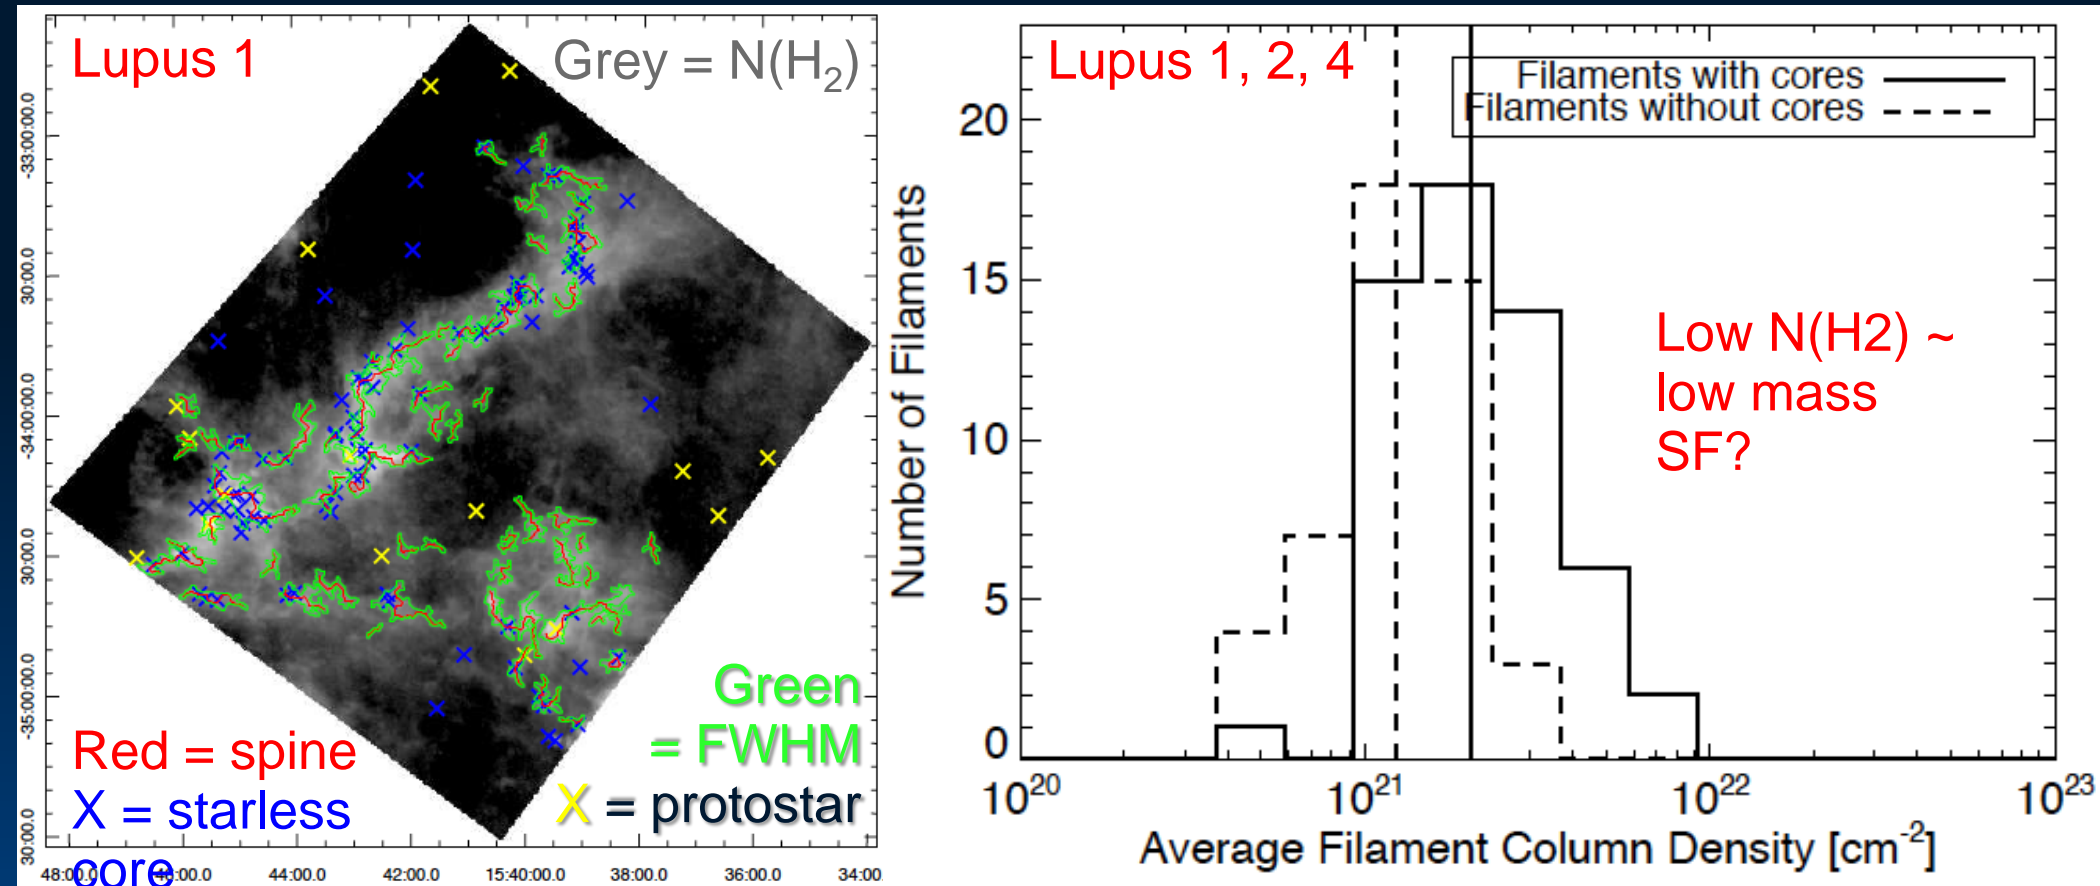 Lupus 1
Grey = N(H2)
-33:00:00.0
30:00.0
-34:00:00.0
30:00.0
-35:00:00.0
30:00.0
Red = spine
X = starless
core
Green
= FWHM
X = protostar
48:00.0
46:00.0
44:00.0
42:00.0
15:40:00.0
38:00.0
36:00.0
34:00.
Lupus 1, 2, 4
Filaments with cores
Filaments without cores
Number of Filaments
20
15
10
5
0
Low N(H2) ~
low mass
SF?
10^20
10^21
10^22
10^23
Average Filament Column Density [cm^-2]